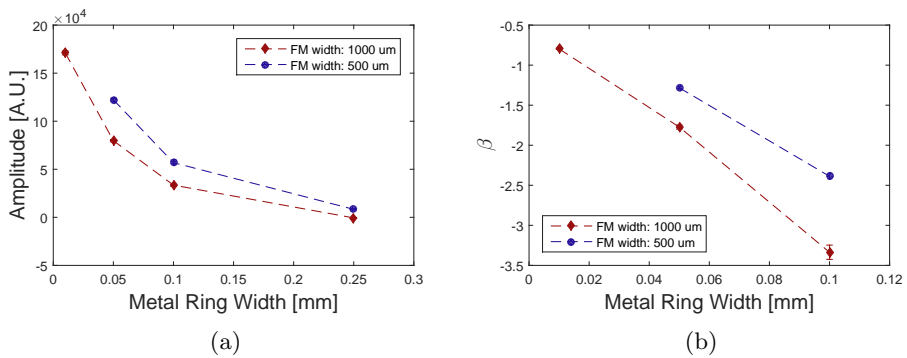 ×10⁴
20
15
10
5
0
-5
Amplitude [A.U.]
FM width: 1000 um
FM width: 500 um
0
0.05
0.1
0.15
0.2
0.25
0.3
Metal Ring Width [mm]
(a)
-0.5
-1
-1.5
-2
-2.5
-3
-3.5
β
FM width: 1000 um
FM width: 500 um
0
0.02
0.04
0.06
0.08
0.1
0.12
Metal Ring Width [mm]
(b)